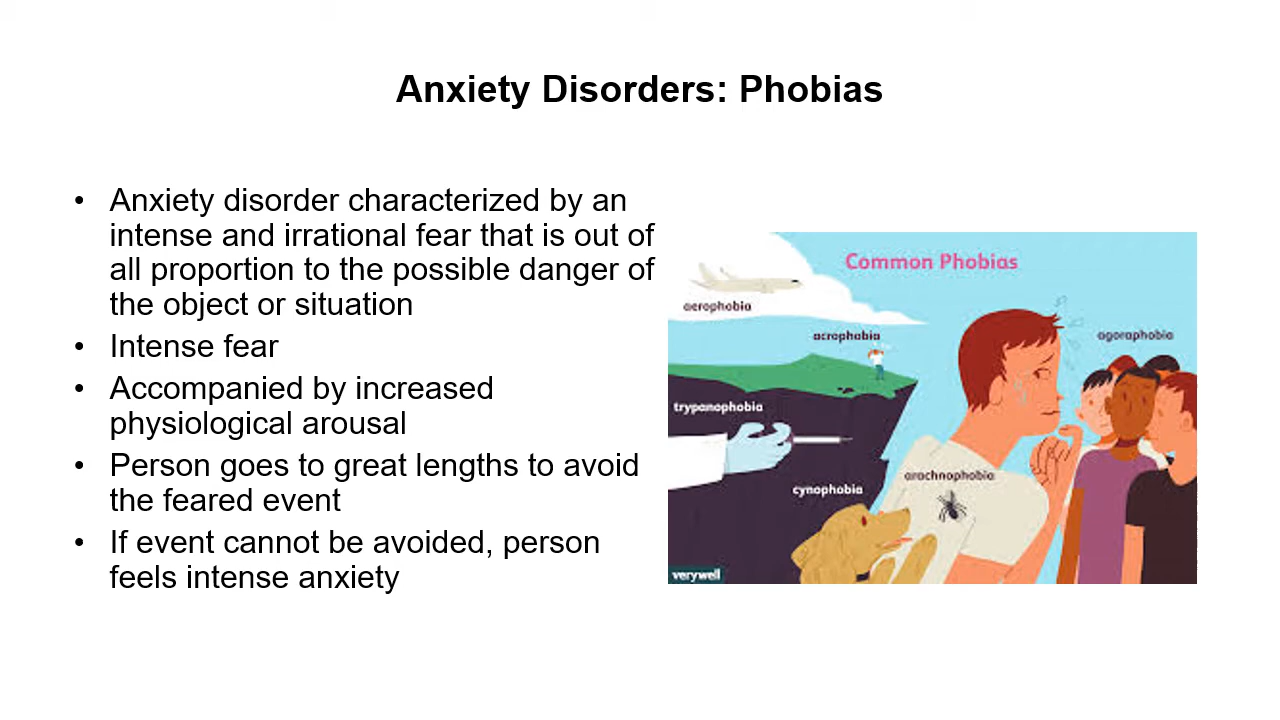 Anxiety Disorders: Phobias
• Anxiety disorder characterized by an
intense and irrational fear that is out of
all proportion to the possible danger of
the object or situation
• Intense fear
• Accompanied by increased
physiological arousal
• Person goes to great lengths to avoid
the feared event
• If event cannot be avoided, person
feels intense anxiety
Common Phobias
aerophobia
acrophobia
agoraphobia
trypanophobia
arachnophobia
cynophobia
verywell